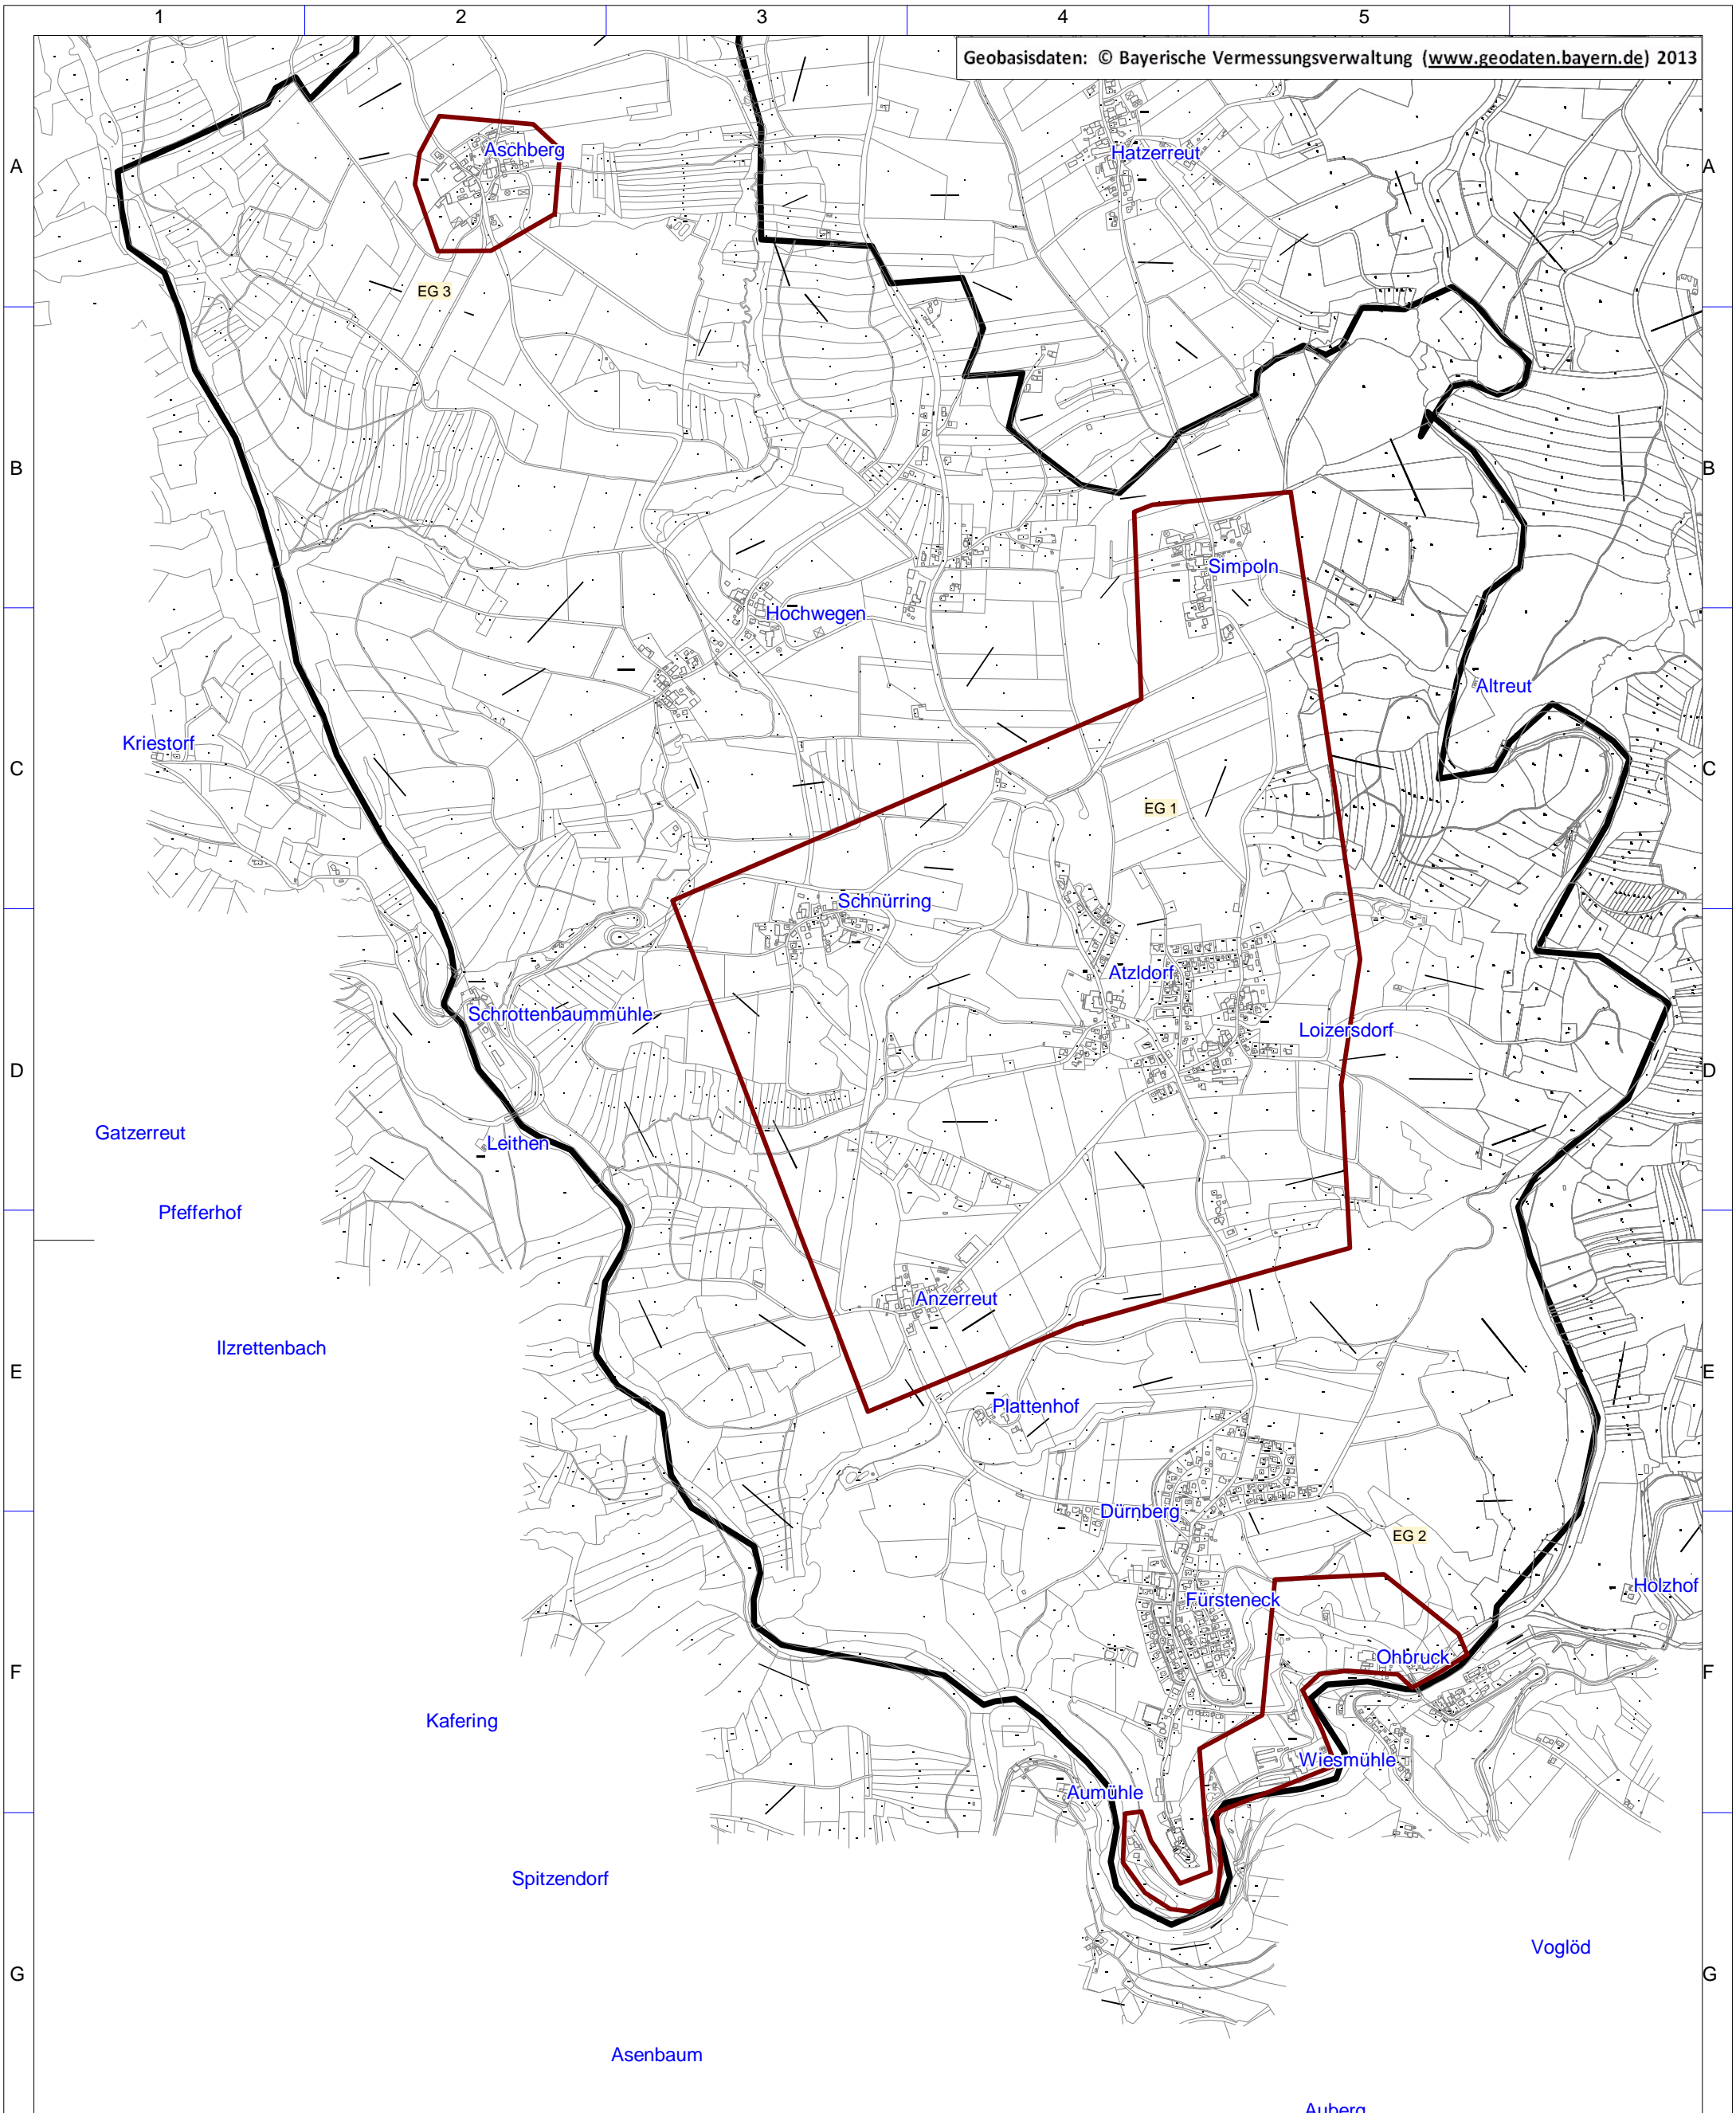 1 2 3 4 5
Geobasisdaten: © Bayerische Vermessungsverwaltung (www.geodaten.bayern.de) 2013
Aschberg
Hatzerreut
A A
EG 3
B B
Simpoln
Hochwegen
Altreut
Kriestorf
C C
EG 1
Schnürring
Atzldorf
Schrottenbaummühle
Loizersdorf
D D
Gatzerreut
Leithen
Pfefferhof
Anzerreut
Ilzrettenbach
E E
Plattenhof
Dürnberg
EG 2
Holzhof
Fürsteneck
Ohbruck
F F
Kafering
Wiesmühle
Aumühle
Spitzendorf
Voglöd
G G
Asenbaum
Auberg